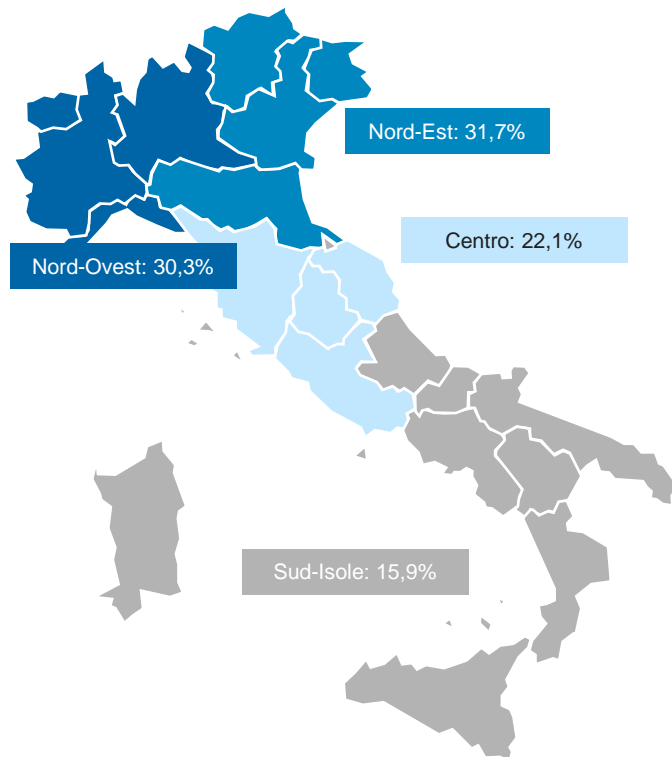 Nord-Est: 31,7%
Centro: 22,1%
Nord-Ovest: 30,3%
Sud-Isole: 15,9%